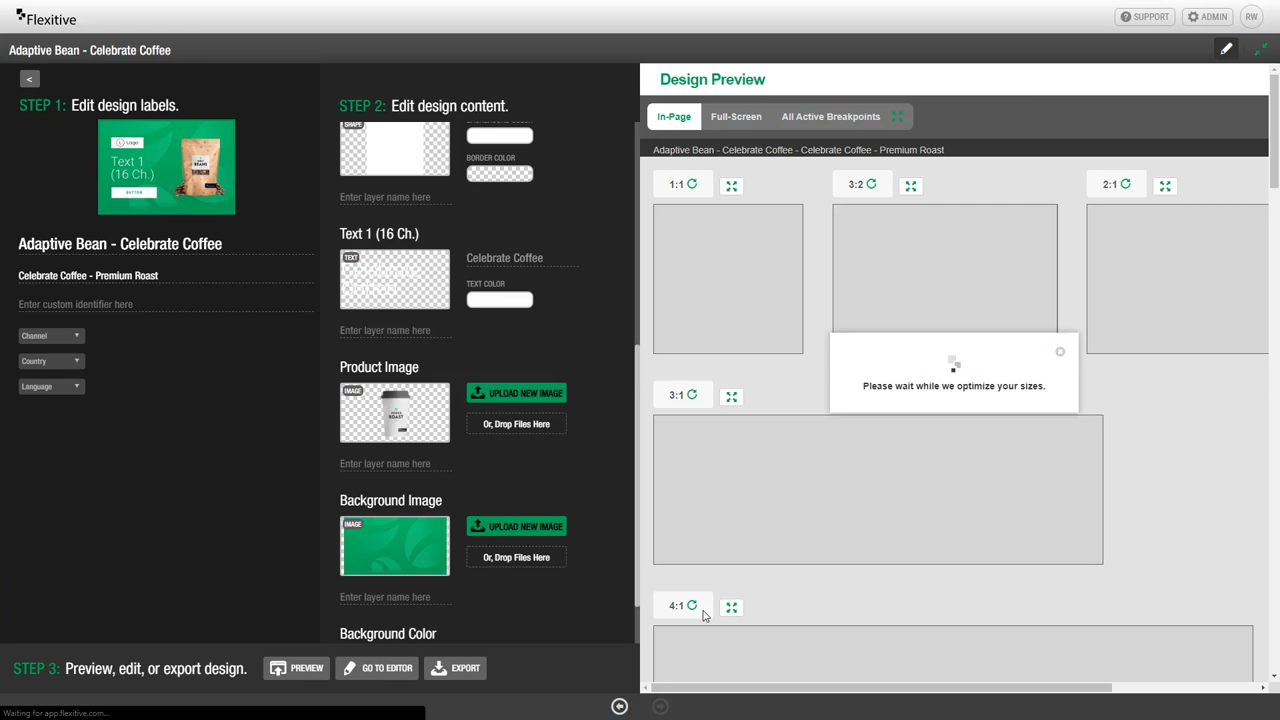 Flexitive
SUPPORT
ADMIN
RW
Adaptive Bean - Celebrate Coffee
<
STEP 1: Edit design labels.
Logo
Text 1
(16 Ch.)
BUTTON
Adaptive Bean - Celebrate Coffee
Celebrate Coffee - Premium Roast
Enter custom identifier here
Channel
Country
Language
STEP 2: Edit design content.
SHAPE
BORDER COLOR
Enter layer name here
Text 1 (16 Ch.)
TEXT
Celebrate Coffee
TEXT COLOR
Enter layer name here
Product Image
IMAGE
ROAST
UPLOAD NEW IMAGE
Or, Drop Files Here
Enter layer name here
Background Image
IMAGE
UPLOAD NEW IMAGE
Or, Drop Files Here
Enter layer name here
Background Color
STEP 3: Preview, edit, or export design.
PREVIEW
GO TO EDITOR
EXPORT
Waiting for app.flexitive.com...
Design Preview
In-Page
Full-Screen
All Active Breakpoints
Adaptive Bean - Celebrate Coffee - Celebrate Coffee - Premium Roast
1:1
3:2
2:1
Please wait while we optimize your sizes.
3:1
4:1